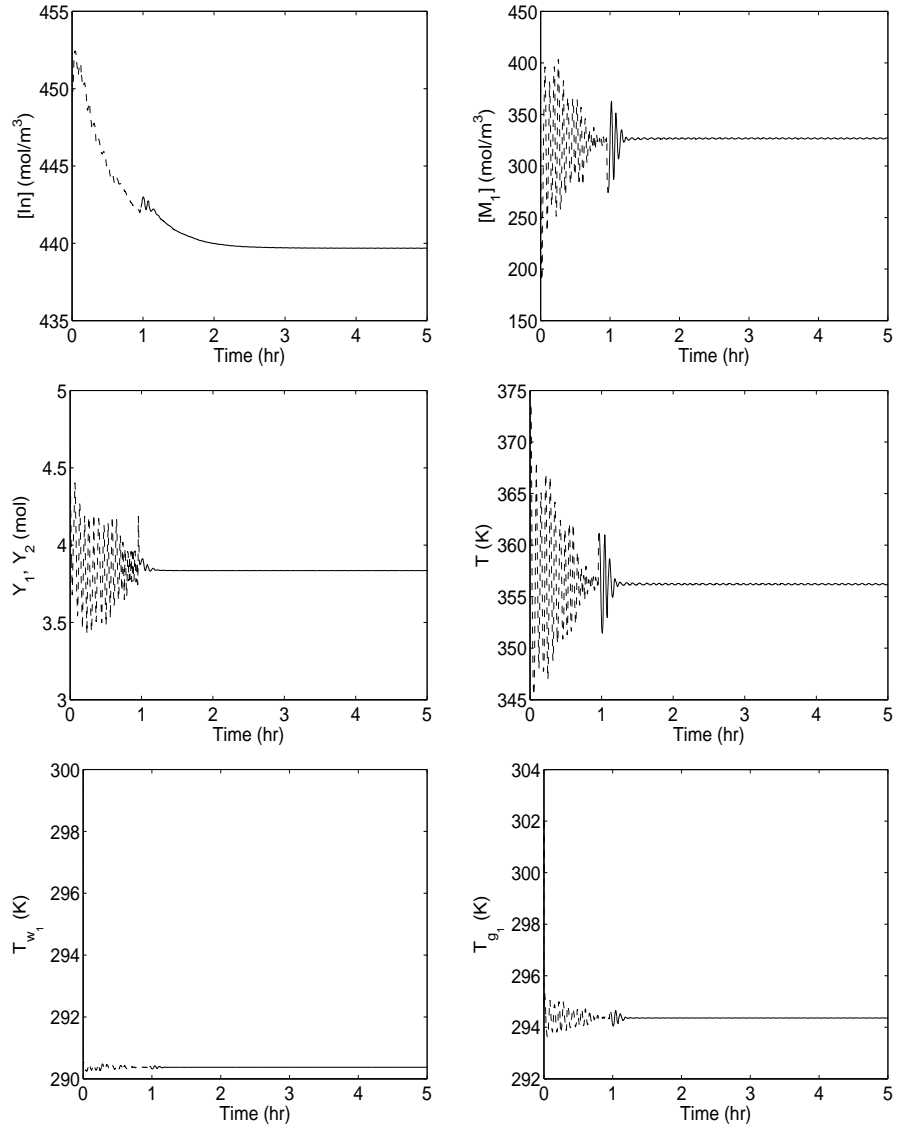 455
450
445
440
435
[In] (mol/m³)
0 1 2 3 4 5
Time (hr)
450
400
350
300
250
200
150
[M₁] (mol/m³)
0 1 2 3 4 5
Time (hr)
5
4.5
4
3.5
3
Y₁, Y₂ (mol)
0 1 2 3 4 5
Time (hr)
375
370
365
360
355
350
345
T (K)
0 1 2 3 4 5
Time (hr)
300
298
296
294
292
290
T_w₁ (K)
0 1 2 3 4 5
Time (hr)
304
302
300
298
296
294
292
T_g₁ (K)
0 1 2 3 4 5
Time (hr)